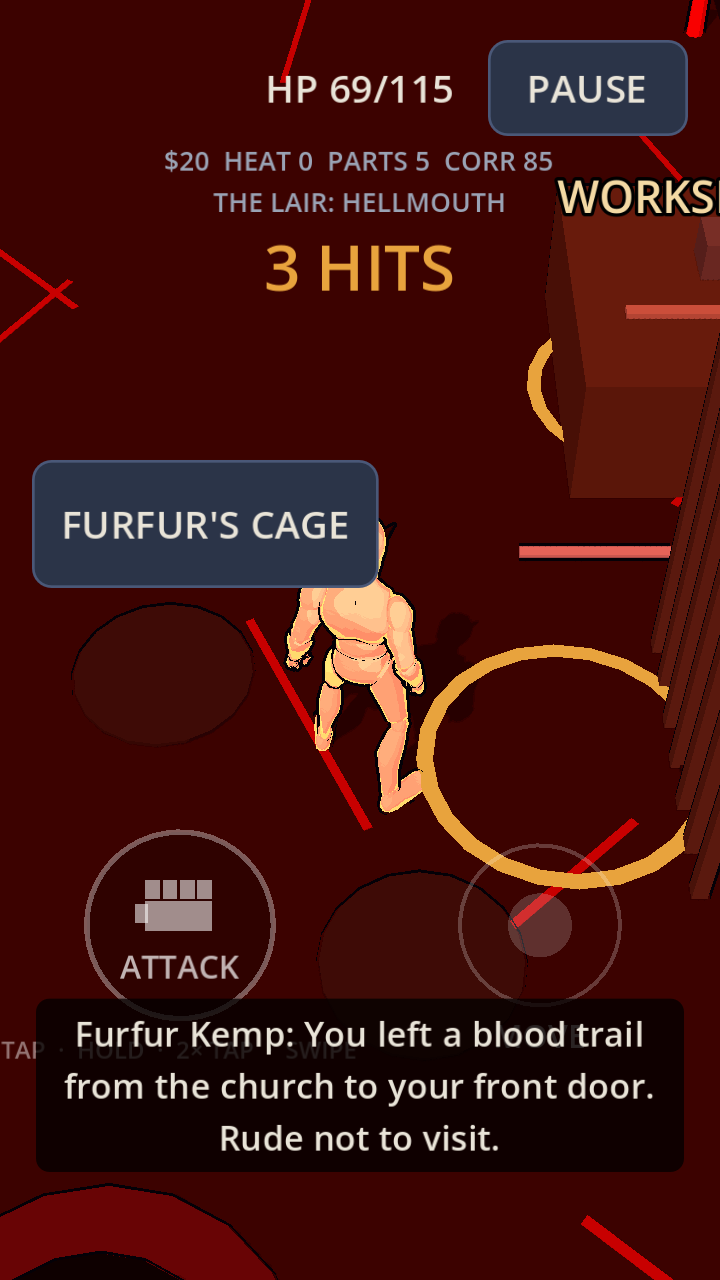 HP 69/115
PAUSE
$20 HEAT 0 PARTS 5 CORR 85
THE LAIR: HELLMOUTH
WORKS
3 HITS
FURFUR'S CAGE
ATTACK
MOVE
TAP · HOLD · 2× TAP · SWIPE
Furfur Kemp: You left a blood trail
from the church to your front door.
Rude not to visit.